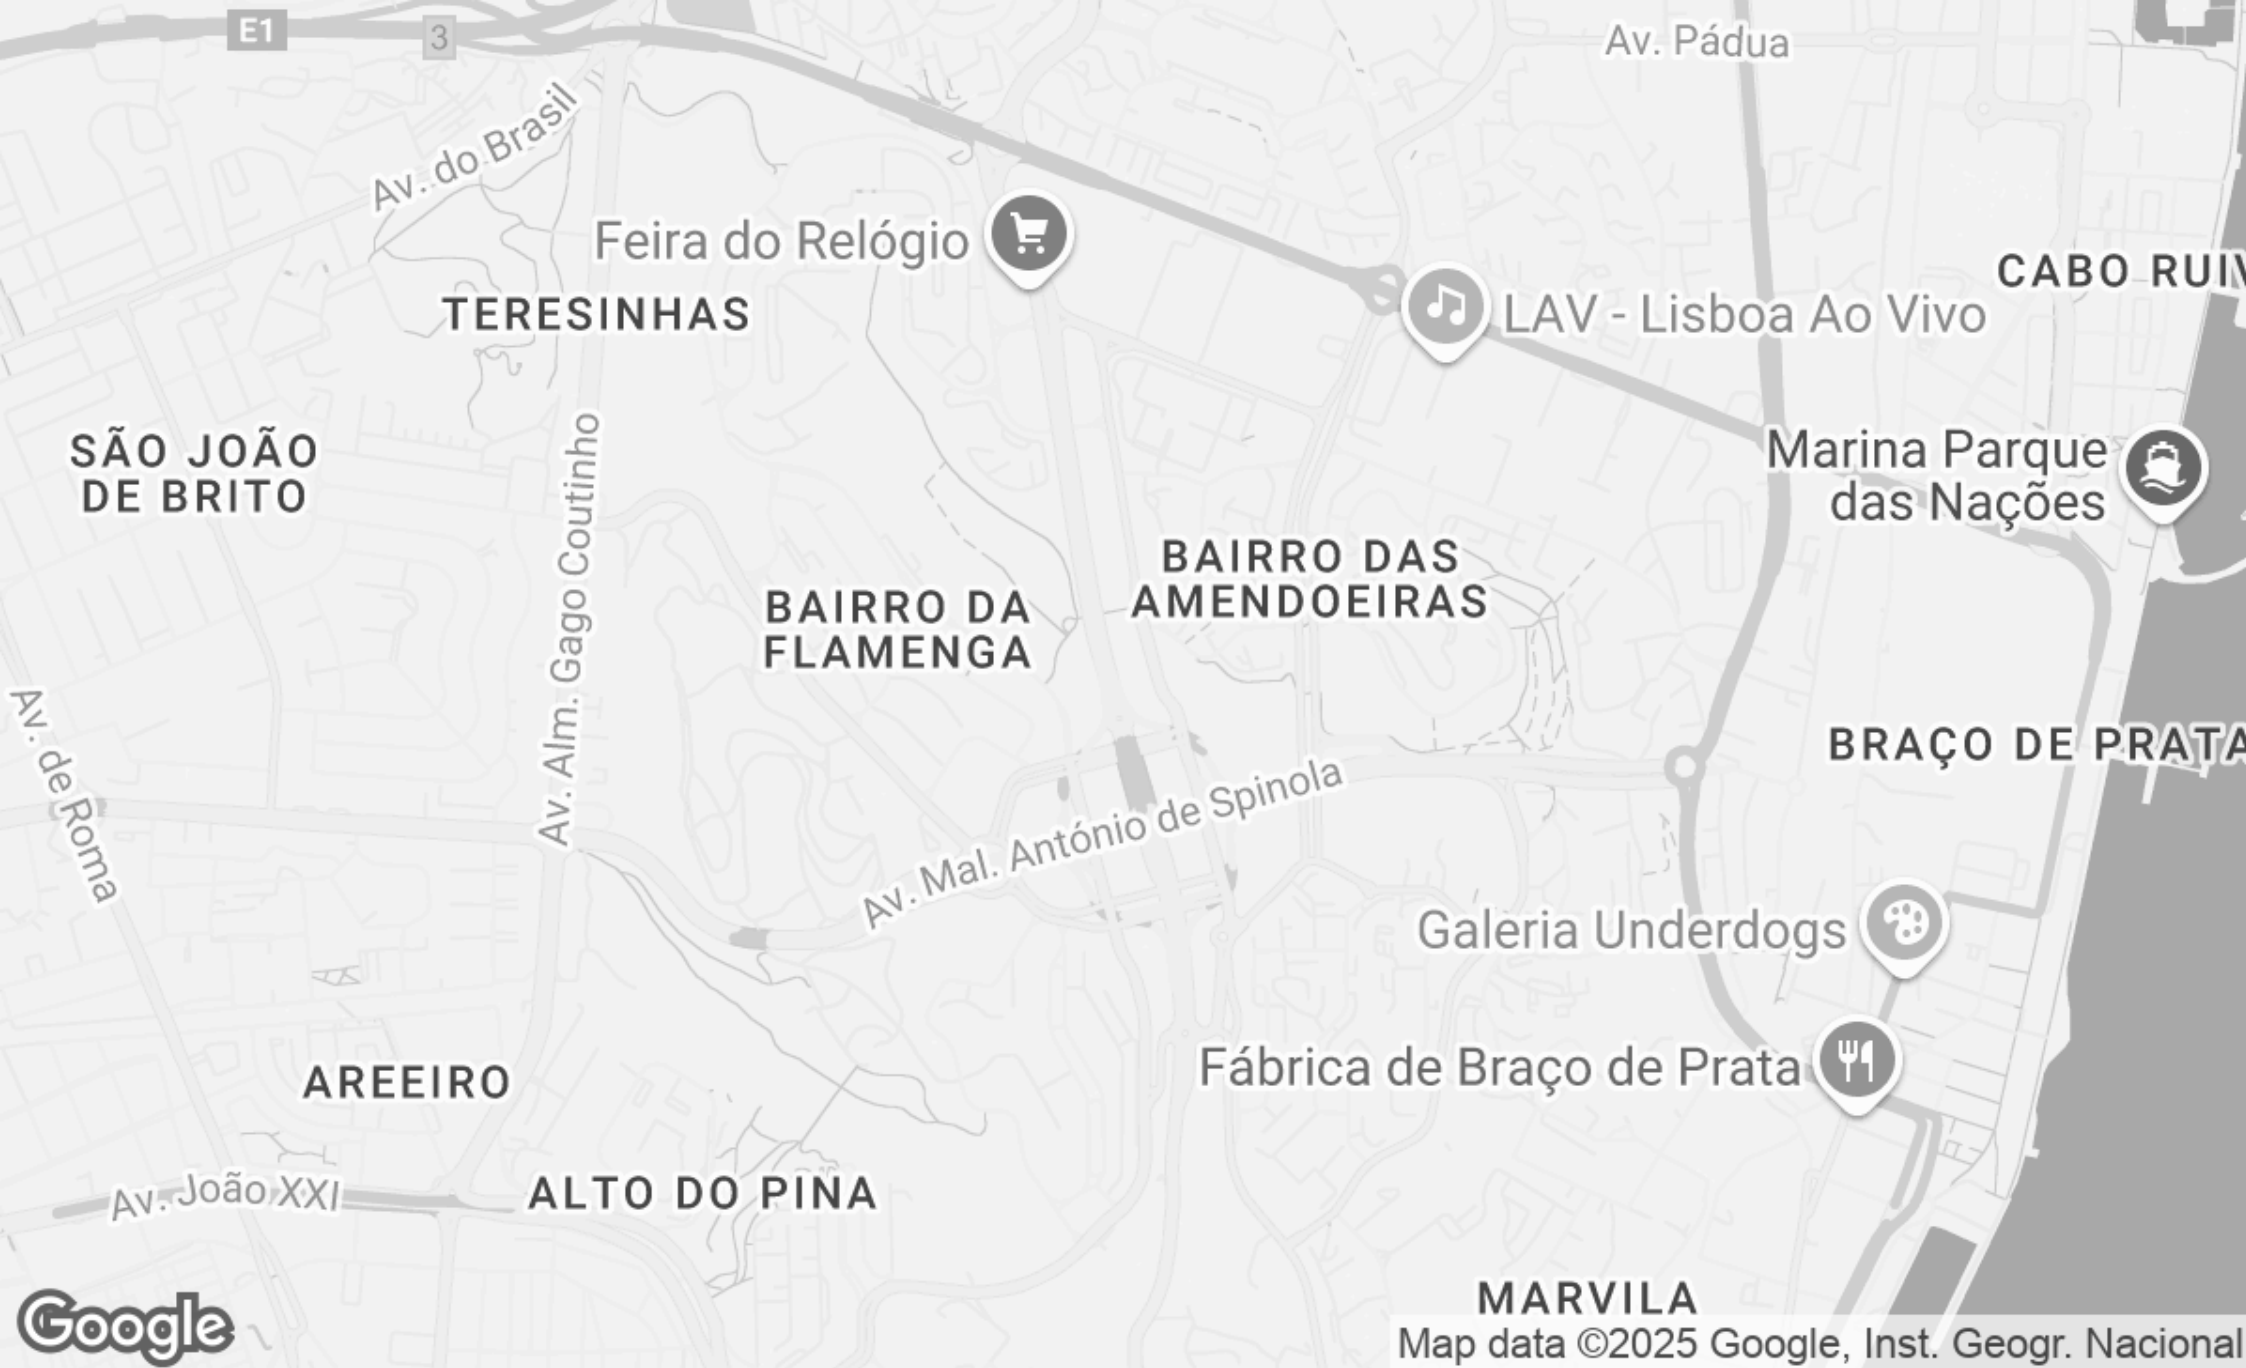 E1
3
Av. Pádua
Av. do Brasil
Feira do Relógio
TERESINHAS
LAV - Lisboa Ao Vivo
CABO RUIV
SÃO JOÃO
DE BRITO
Av. Alm. Gago Coutinho
Marina Parque
das Nações
BAIRRO DAS
AMENDOEIRAS
BAIRRO DA
FLAMENGA
Av. de Roma
BRAÇO DE PRATA
Av. Mal. António de Spinola
Galeria Underdogs
Fábrica de Braço de Prata
AREEIRO
Av. João XXI
ALTO DO PINA
MARVILA
Google
Map data ©2025 Google, Inst. Geogr. Nacional